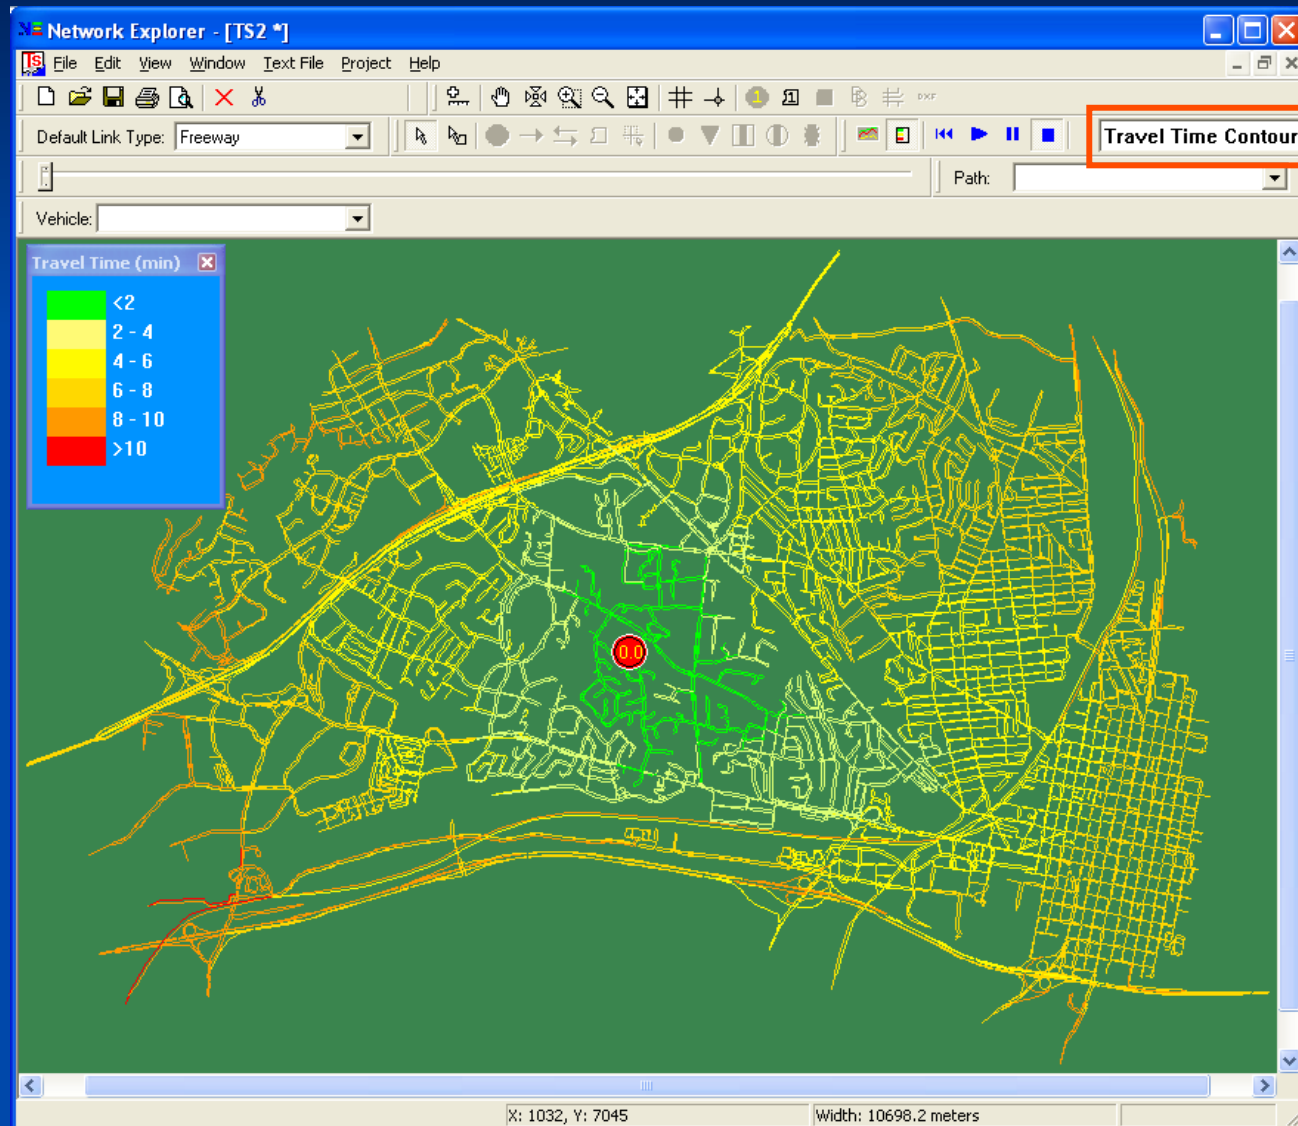 Network Explorer - [TS2 *]
File Edit View Window Text File Project Help
Default Link Type: Freeway
Travel Time Contour
Path:
Vehicle:
Travel Time (min)
<2
2 - 4
4 - 6
6 - 8
8 - 10
>10
0.0
X: 1032, Y: 7045
Width: 10698.2 meters